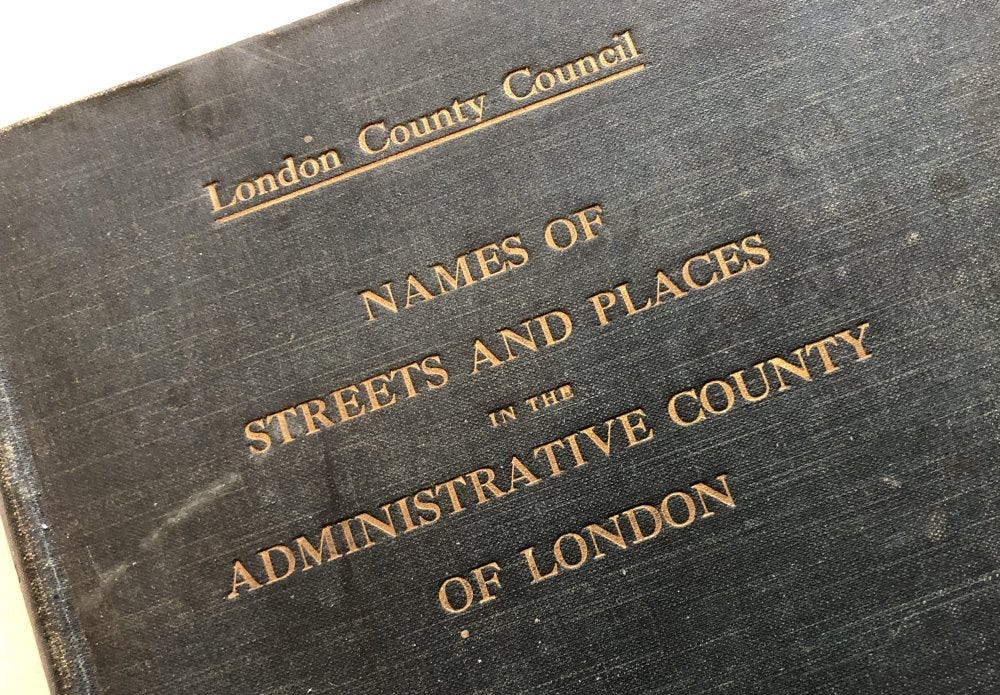 London County Council
NAMES OF
STREETS AND PLACES
IN THE
ADMINISTRATIVE COUNTY
OF LONDON